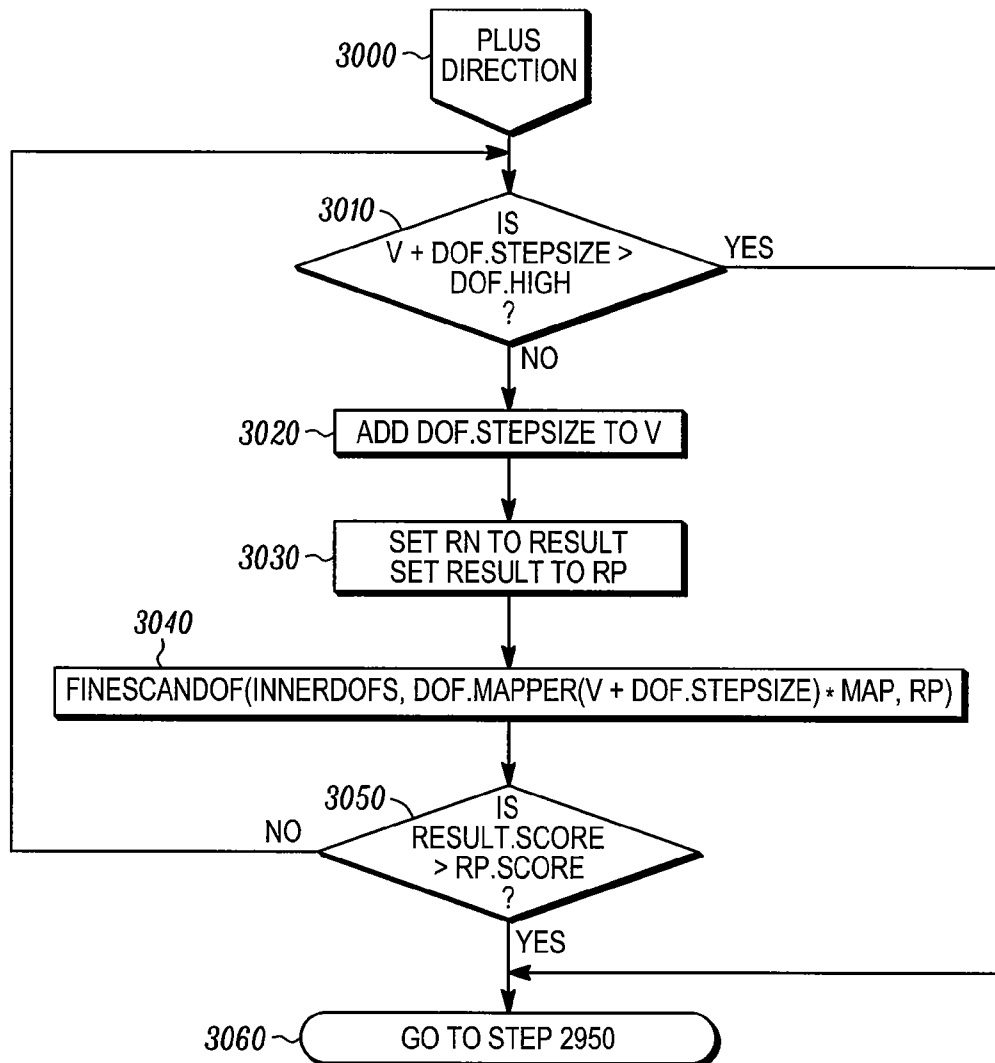 3000
PLUS
DIRECTION
3010
IS
V + DOF.STEPSIZE >
DOF.HIGH
?
YES
NO
3020
ADD DOF.STEPSIZE TO V
3030
SET RN TO RESULT
SET RESULT TO RP
3040
FINESCANDOF(INNERDOFS, DOF.MAPPER(V + DOF.STEPSIZE) * MAP, RP)
3050
IS
RESULT.SCORE
> RP.SCORE
?
NO
YES
3060
GO TO STEP 2950